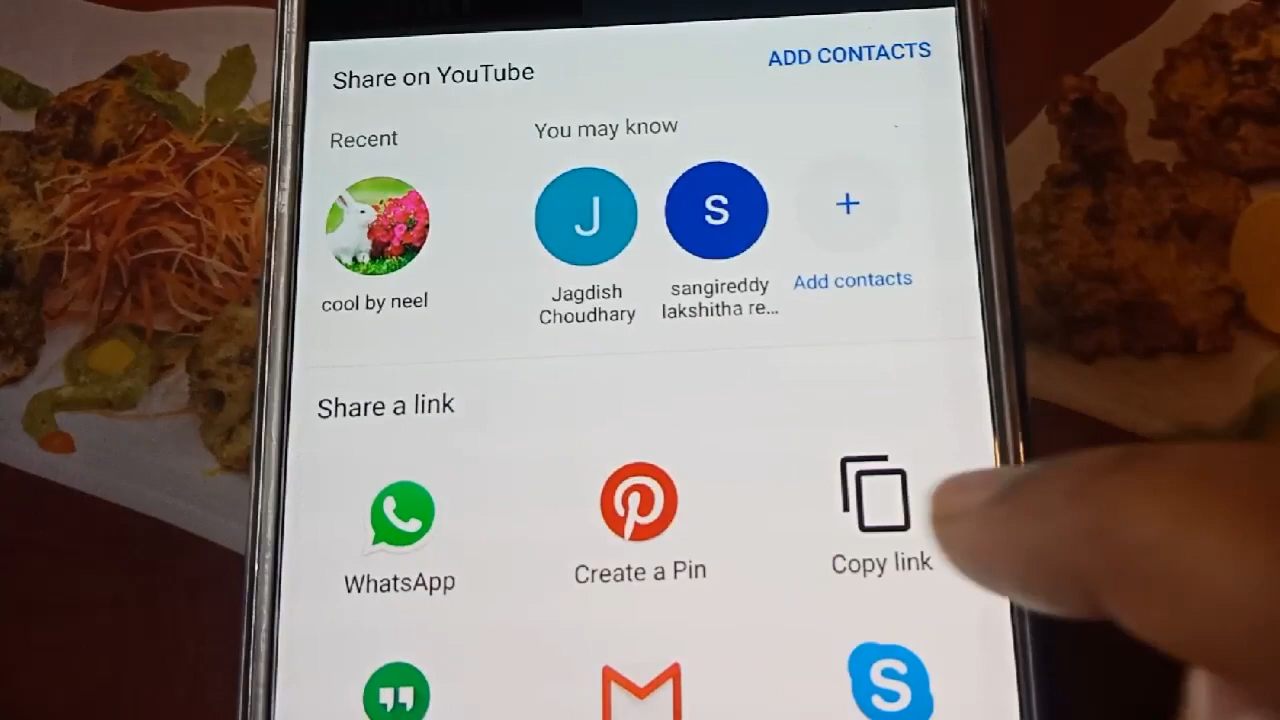 Share on YouTube
ADD CONTACTS
Recent
You may know
J
S
+
cool by neel
Jagdish
Choudhary
sangireddy
lakshitha re...
Add contacts
Share a link
WhatsApp
Create a Pin
Copy link